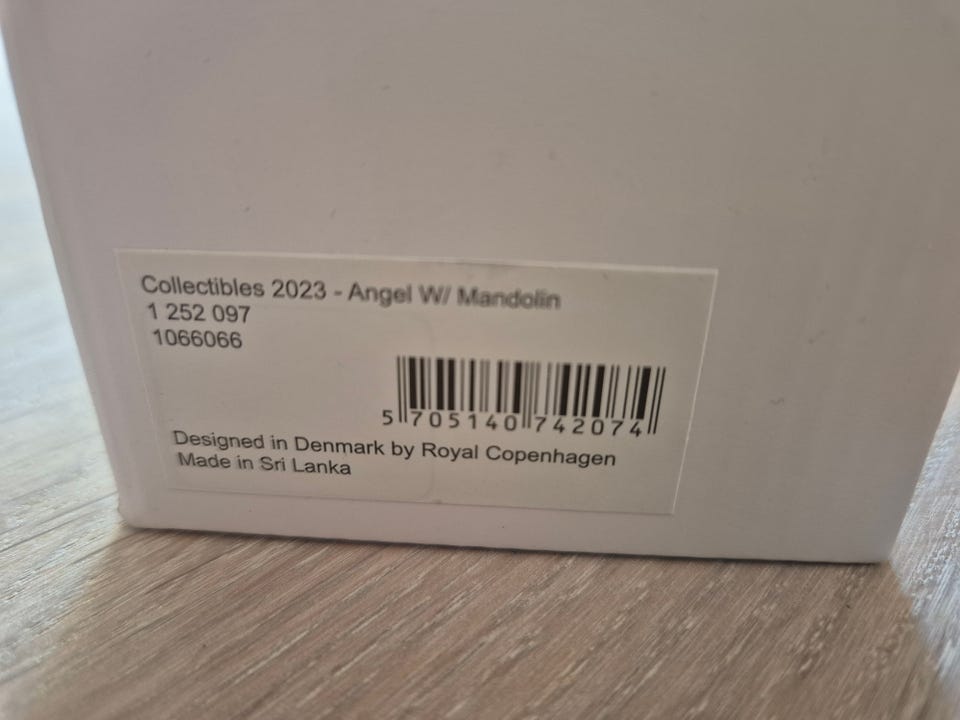 Collectibles 2023 - Angel W/ Mandolin
1 252 097
1066066
5 705140 742074
Designed in Denmark by Royal Copenhagen
Made in Sri Lanka